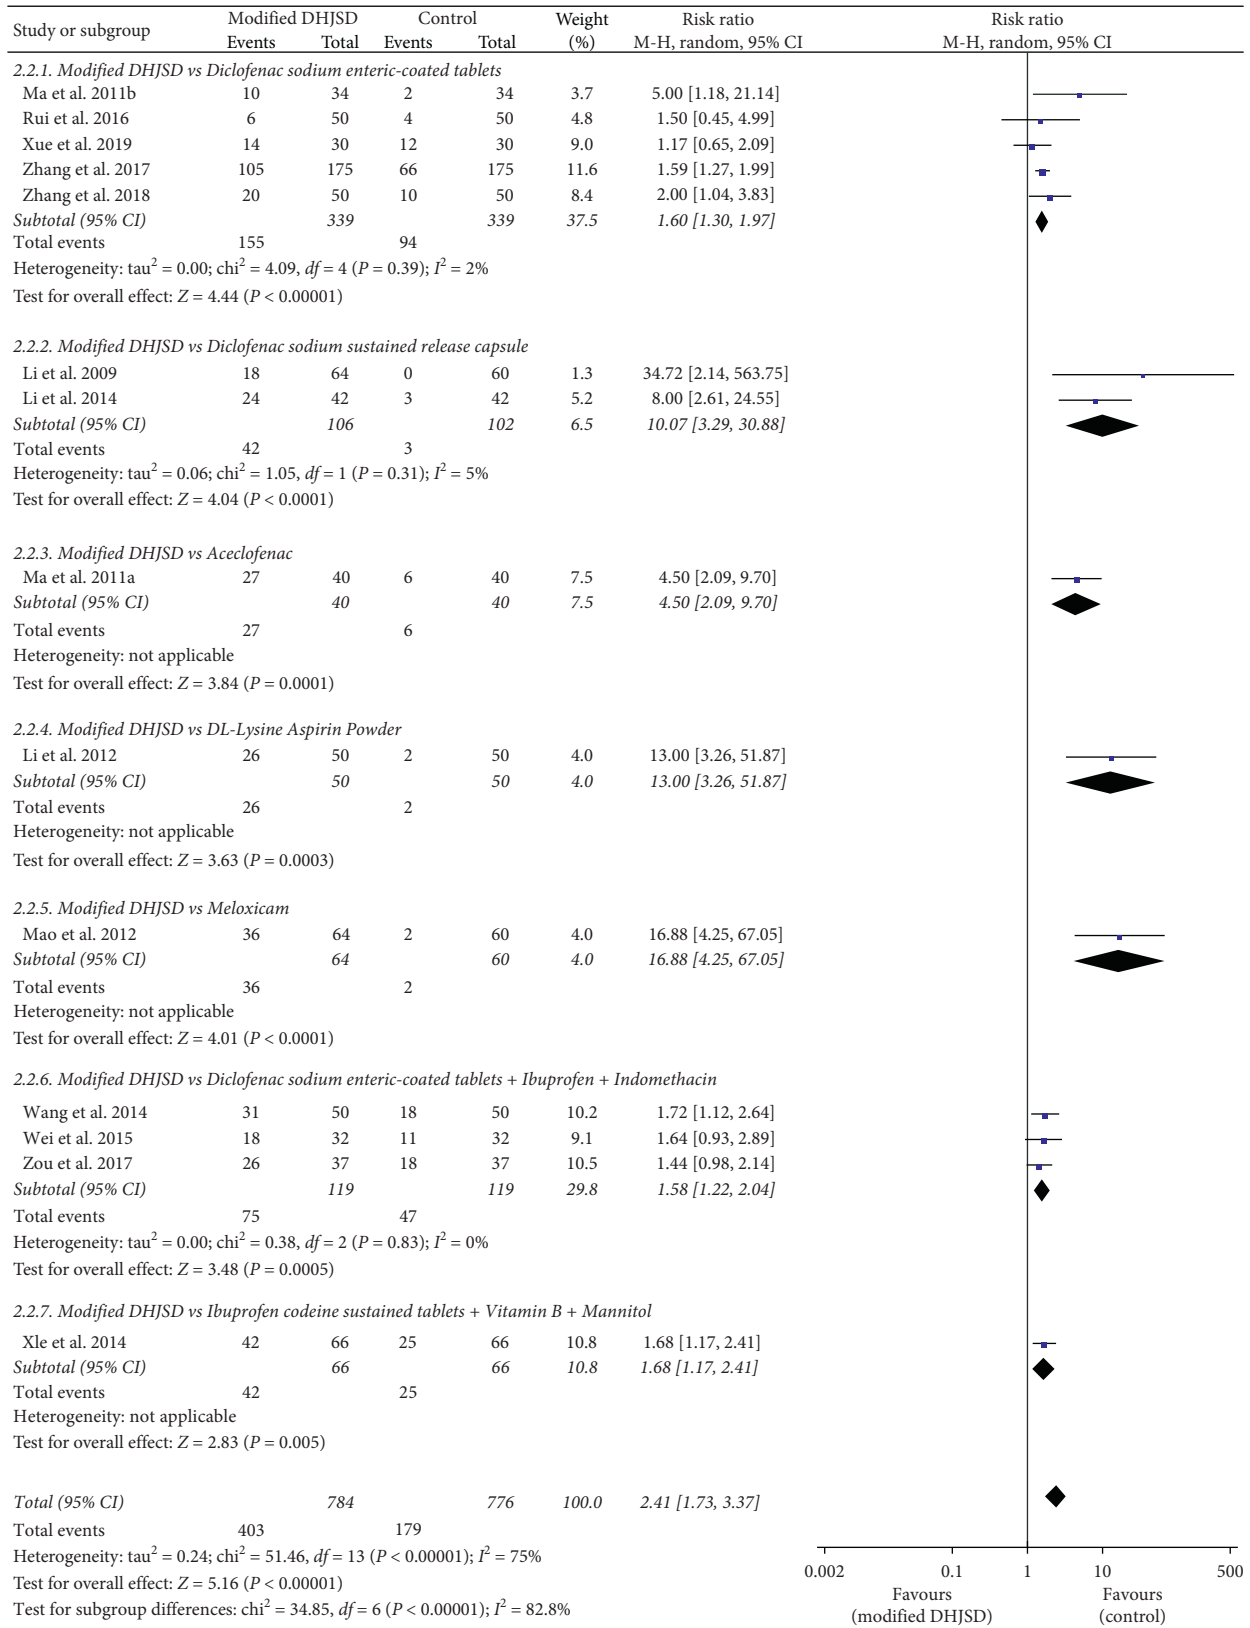 Study or subgroup Modified DHJSD Control Weight (%) Risk ratio M-H, random, 95% CI Risk ratio M-H, random, 95% CI
Events Total Events Total
2.2.1. Modified DHJSD vs Diclofenac sodium enteric-coated tablets
Ma et al. 2011b 10 34 2 34 3.7 5.00 [1.18, 21.14]
Rui et al. 2016 6 50 4 50 4.8 1.50 [0.45, 4.99]
Xue et al. 2019 14 30 12 30 9.0 1.17 [0.65, 2.09]
Zhang et al. 2017 105 175 66 175 11.6 1.59 [1.27, 1.99]
Zhang et al. 2018 20 50 10 50 8.4 2.00 [1.04, 3.83]
Subtotal (95% CI) 339 339 37.5 1.60 [1.30, 1.97]
Total events 155 94
Heterogeneity: tau² = 0.00; chi² = 4.09, df = 4 (P = 0.39); I² = 2%
Test for overall effect: Z = 4.44 (P < 0.00001)
2.2.2. Modified DHJSD vs Diclofenac sodium sustained release capsule
Li et al. 2009 18 64 0 60 1.3 34.72 [2.14, 563.75]
Li et al. 2014 24 42 3 42 5.2 8.00 [2.61, 24.55]
Subtotal (95% CI) 106 102 6.5 10.07 [3.29, 30.88]
Total events 42 3
Heterogeneity: tau² = 0.06; chi² = 1.05, df = 1 (P = 0.31); I² = 5%
Test for overall effect: Z = 4.04 (P < 0.0001)
2.2.3. Modified DHJSD vs Aceclofenac
Ma et al. 2011a 27 40 6 40 7.5 4.50 [2.09, 9.70]
Subtotal (95% CI) 40 40 7.5 4.50 [2.09, 9.70]
Total events 27 6
Heterogeneity: not applicable
Test for overall effect: Z = 3.84 (P = 0.0001)
2.2.4. Modified DHJSD vs DL-Lysine Aspirin Powder
Li et al. 2012 26 50 2 50 4.0 13.00 [3.26, 51.87]
Subtotal (95% CI) 50 50 4.0 13.00 [3.26, 51.87]
Total events 26 2
Heterogeneity: not applicable
Test for overall effect: Z = 3.63 (P = 0.0003)
2.2.5. Modified DHJSD vs Meloxicam
Mao et al. 2012 36 64 2 60 4.0 16.88 [4.25, 67.05]
Subtotal (95% CI) 64 60 4.0 16.88 [4.25, 67.05]
Total events 36 2
Heterogeneity: not applicable
Test for overall effect: Z = 4.01 (P < 0.0001)
2.2.6. Modified DHJSD vs Diclofenac sodium enteric-coated tablets + Ibuprofen + Indomethacin
Wang et al. 2014 31 50 18 50 10.2 1.72 [1.12, 2.64]
Wei et al. 2015 18 32 11 32 9.1 1.64 [0.93, 2.89]
Zou et al. 2017 26 37 18 37 10.5 1.44 [0.98, 2.14]
Subtotal (95% CI) 119 119 29.8 1.58 [1.22, 2.04]
Total events 75 47
Heterogeneity: tau² = 0.00; chi² = 0.38, df = 2 (P = 0.83); I² = 0%
Test for overall effect: Z = 3.48 (P = 0.0005)
2.2.7. Modified DHJSD vs Ibuprofen codeine sustained tablets + Vitamin B + Mannitol
Xle et al. 2014 42 66 25 66 10.8 1.68 [1.17, 2.41]
Subtotal (95% CI) 66 66 10.8 1.68 [1.17, 2.41]
Total events 42 25
Heterogeneity: not applicable
Test for overall effect: Z = 2.83 (P = 0.005)
Total (95% CI) 784 776 100.0 2.41 [1.73, 3.37]
Total events 403 179
Heterogeneity: tau² = 0.24; chi² = 51.46, df = 13 (P < 0.00001); I² = 75%
Test for overall effect: Z = 5.16 (P < 0.00001)
Test for subgroup differences: chi² = 34.85, df = 6 (P < 0.00001); I² = 82.8%
0.002 0.1 1 10 500
Favours (modified DHJSD) Favours (control)